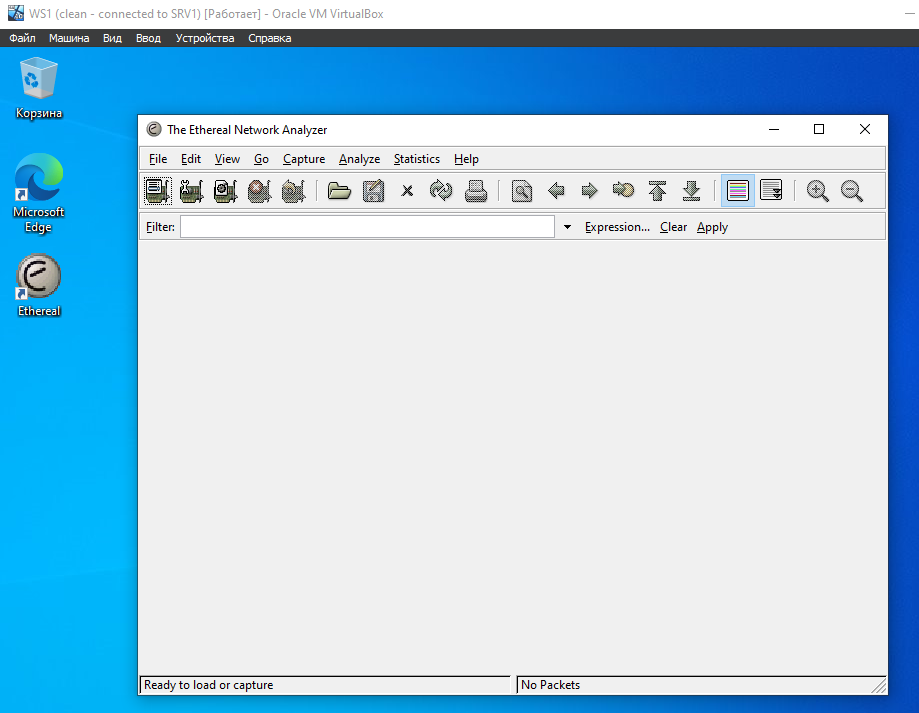 WS1 (clean - connected to SRV1) [Работает] - Oracle VM VirtualBox
Файл Машина Вид Ввод Устройства Справка
Корзина
Microsoft
Edge
Ethereal
The Ethereal Network Analyzer
File Edit View Go Capture Analyze Statistics Help
Filter: Expression... Clear Apply
Ready to load or capture No Packets